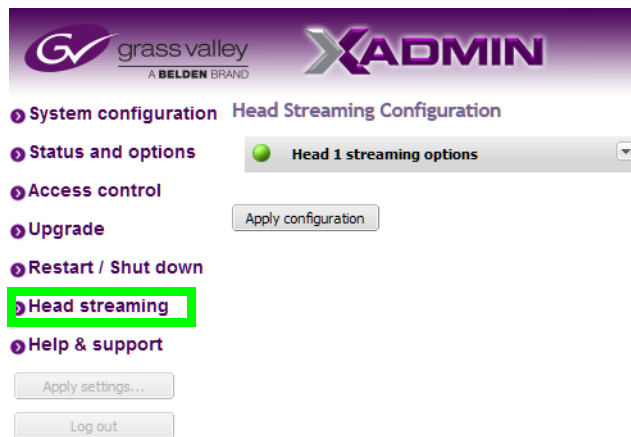 GV grass valley
A BELDEN BRAND
XADMIN
System configuration
Status and options
Access control
Upgrade
Restart / Shut down
Head streaming
Help & support
Apply settings...
Log out
Head Streaming Configuration
Head 1 streaming options
Apply configuration